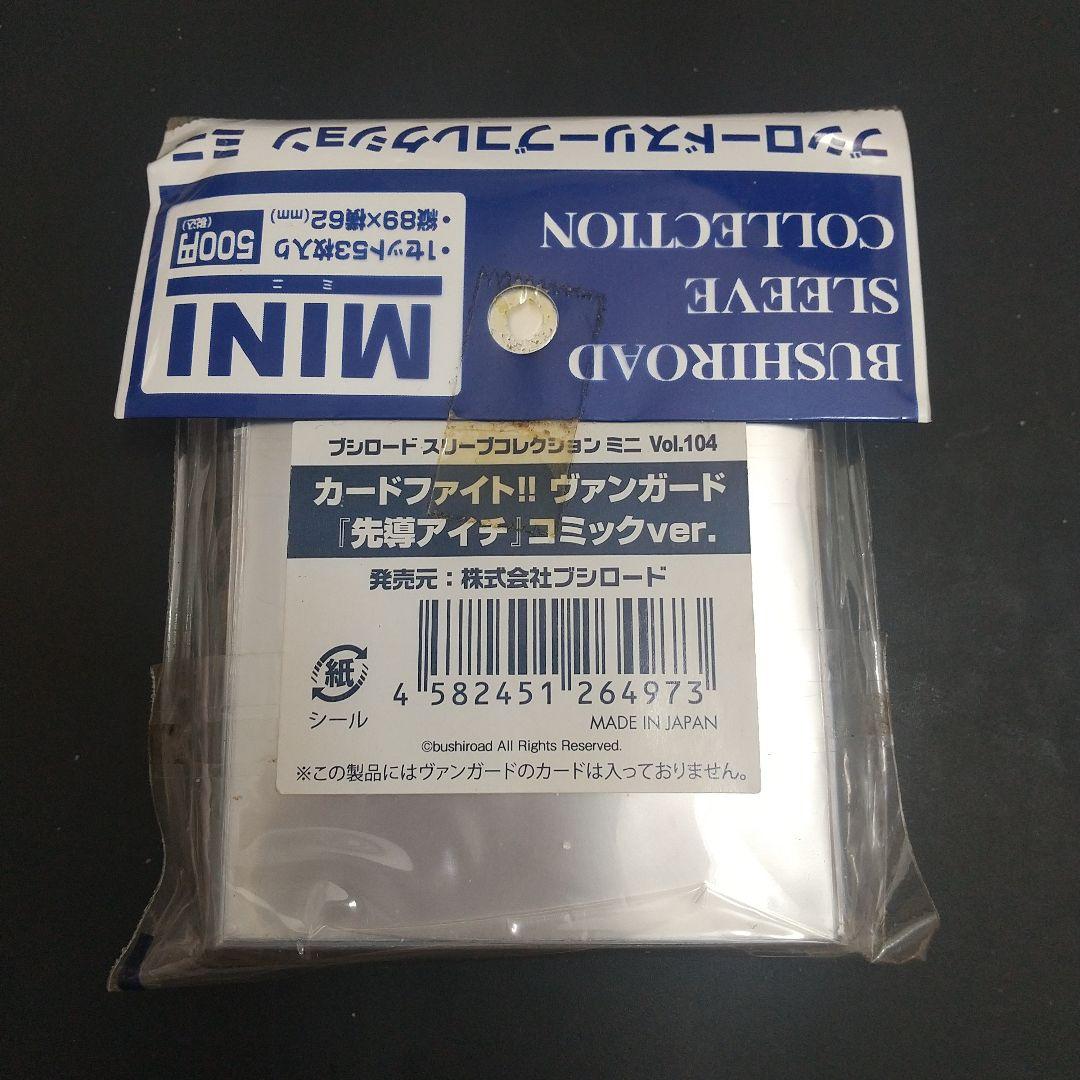 ブシロードスリーブコレクション ミニ
BUSHIROAD
SLEEVE
COLLECTION
MINI
ミニ
・1セット53枚入り
・縦89×横62(mm)
500円
(税込)
ブシロード スリーブコレクション ミニ Vol.104
カードファイト!! ヴァンガード
『先導アイチ』コミックver.
発売元:株式会社ブシロード
紙
シール
4 582451 264973
MADE IN JAPAN
©bushiroad All Rights Reserved.
※この製品にはヴァンガードのカードは入っておりません。